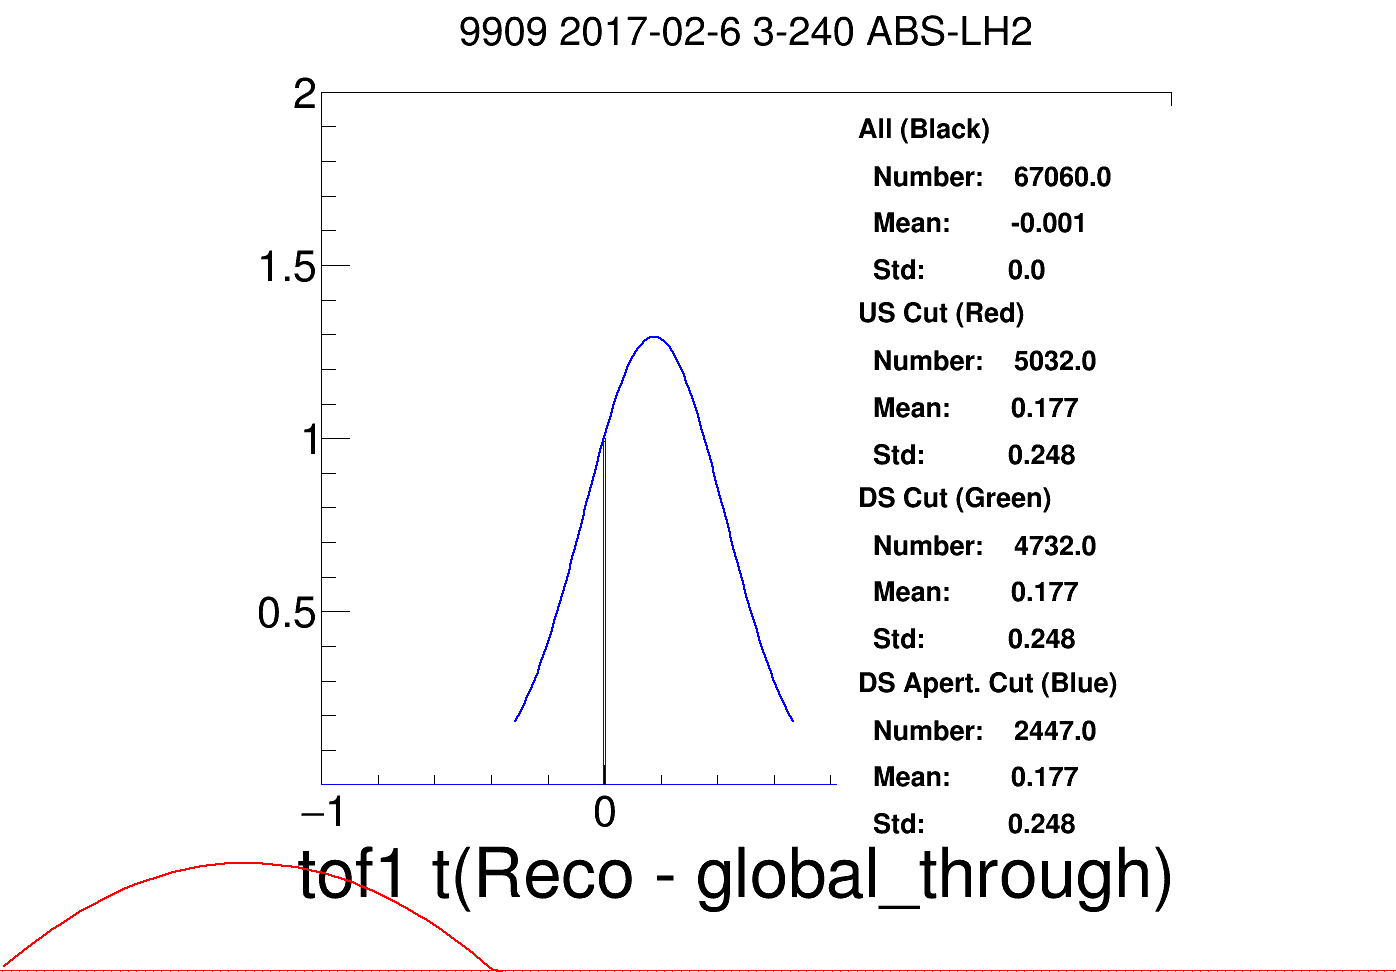 9909 2017-02-6 3-240 ABS-LH2
2
1.5
1
0.5
−1
0
All (Black)
Number: 67060.0
Mean: -0.001
Std: 0.0
US Cut (Red)
Number: 5032.0
Mean: 0.177
Std: 0.248
DS Cut (Green)
Number: 4732.0
Mean: 0.177
Std: 0.248
DS Apert. Cut (Blue)
Number: 2447.0
Mean: 0.177
Std: 0.248
tof1 t(Reco - global_through)